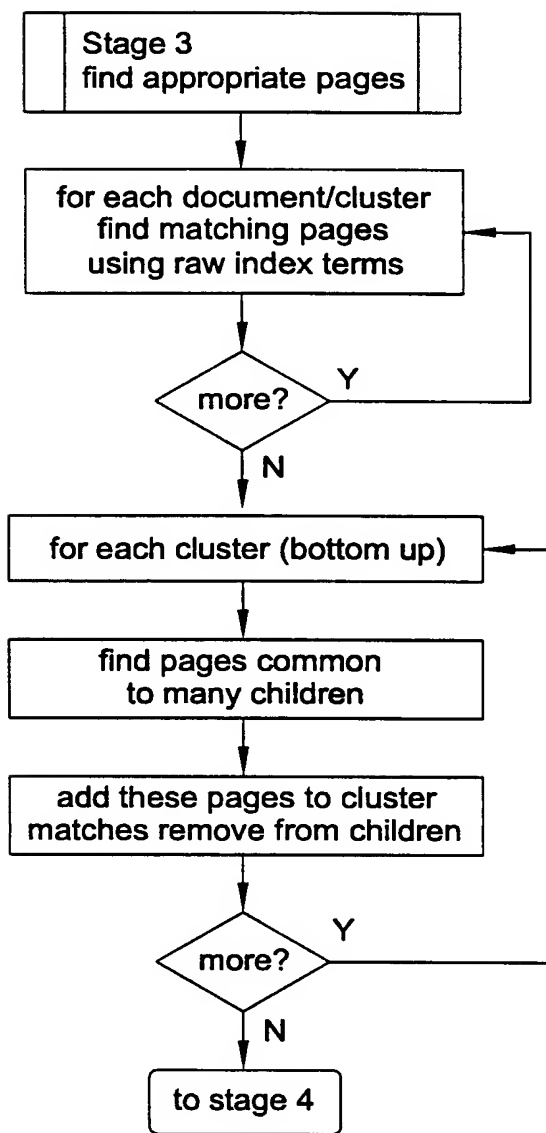 Stage 3
find appropriate pages
for each document/cluster
find matching pages
using raw index terms
more?
Y
N
for each cluster (bottom up)
find pages common
to many children
add these pages to cluster
matches remove from children
more?
Y
N
to stage 4